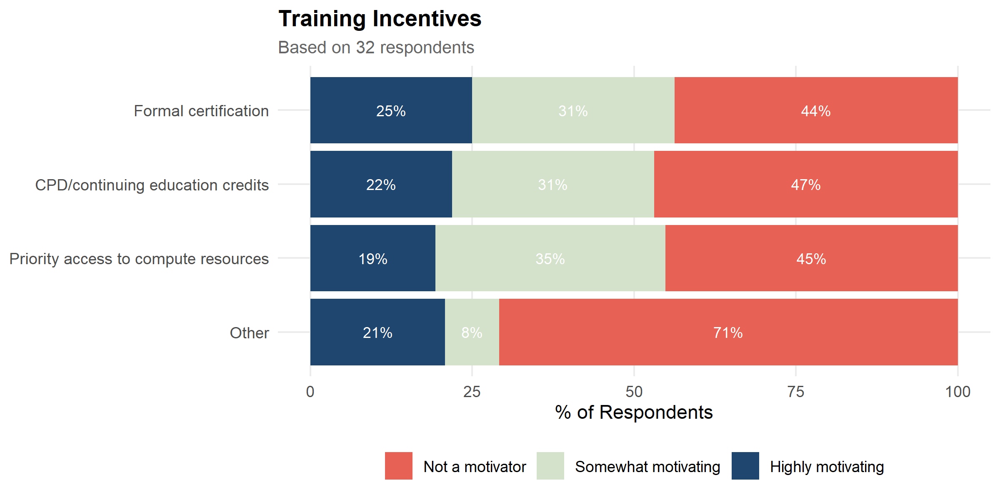 Training Incentives
Based on 32 respondents
Formal certification
25%
31%
44%
CPD/continuing education credits
22%
31%
47%
Priority access to compute resources
19%
35%
45%
Other
21%
8%
71%
0
25
50
75
100
% of Respondents
Not a motivator
Somewhat motivating
Highly motivating